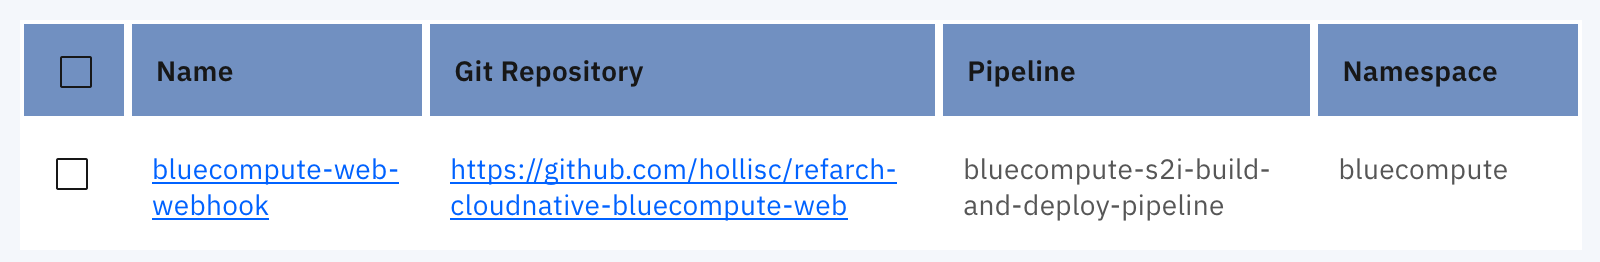 Name Git Repository Pipeline Namespace
bluecompute-web- https://github.com/hollisc/refarch- bluecompute-s2i-build- bluecompute
webhook cloudnative-bluecompute-web and-deploy-pipeline